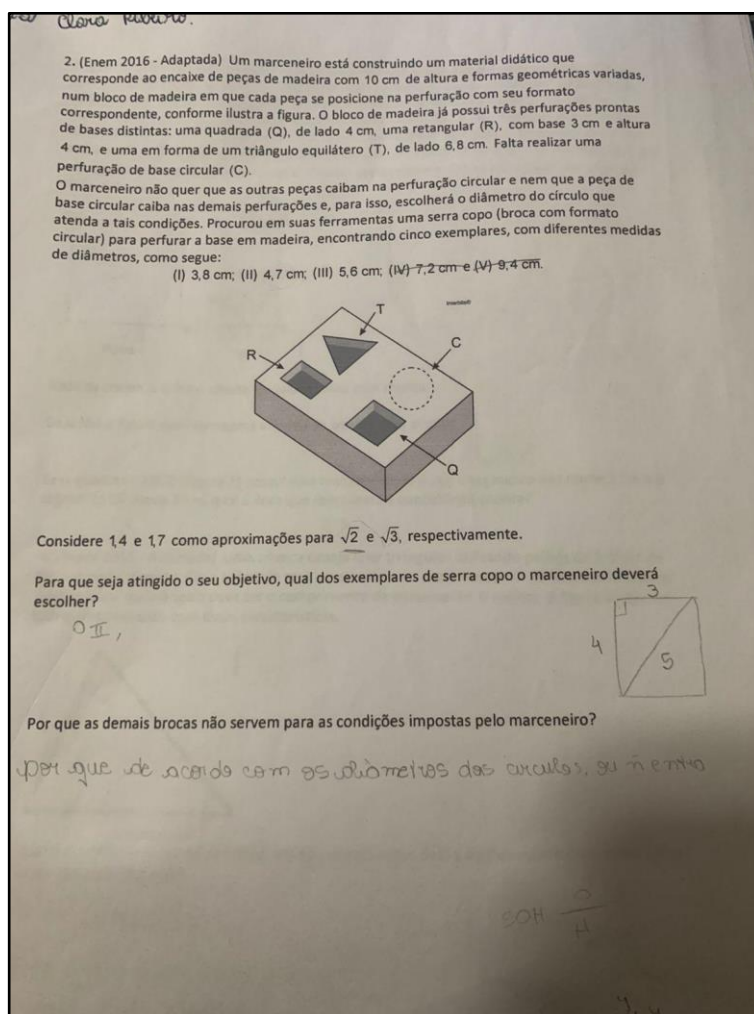 Clara Ribeiro.
2. (Enem 2016 - Adaptada) Um marceneiro está construindo um material didático que
corresponde ao encaixe de peças de madeira com 10 cm de altura e formas geométricas variadas,
num bloco de madeira em que cada peça se posicione na perfuração com seu formato
correspondente, conforme ilustra a figura. O bloco de madeira já possui três perfurações prontas
de bases distintas: uma quadrada (Q), de lado 4 cm, uma retangular (R), com base 3 cm e altura
4 cm, e uma em forma de um triângulo equilátero (T), de lado 6,8 cm. Falta realizar uma
perfuração de base circular (C).
O marceneiro não quer que as outras peças caibam na perfuração circular e nem que a peça de
base circular caiba nas demais perfurações e, para isso, escolherá o diâmetro do círculo que
atenda a tais condições. Procurou em suas ferramentas uma serra copo (broca com formato
circular) para perfurar a base em madeira, encontrando cinco exemplares, com diferentes medidas
de diâmetros, como segue:
(I) 3,8 cm; (II) 4,7 cm; (III) 5,6 cm; (IV) 7,2 cm e (V) 9,4 cm.
T
R
C
Q
Considere 1,4 e 1,7 como aproximações para √2 e √3, respectivamente.
Para que seja atingido o seu objetivo, qual dos exemplares de serra copo o marceneiro deverá
escolher?
O II,
3
4
5
Por que as demais brocas não servem para as condições impostas pelo marceneiro?
por que de acordo com os diâmetros dos circulos, ou ñ entra
SOH O
H